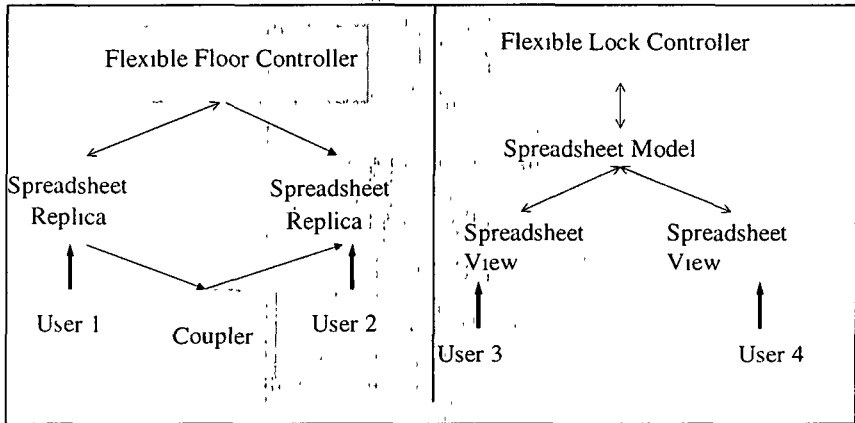 Flexible Floor Controller
Spreadsheet
Replica
Spreadsheet
Replica
User 1
Coupler
User 2
Flexible Lock Controller
Spreadsheet Model
Spreadsheet
View
Spreadsheet
View
User 3
User 4